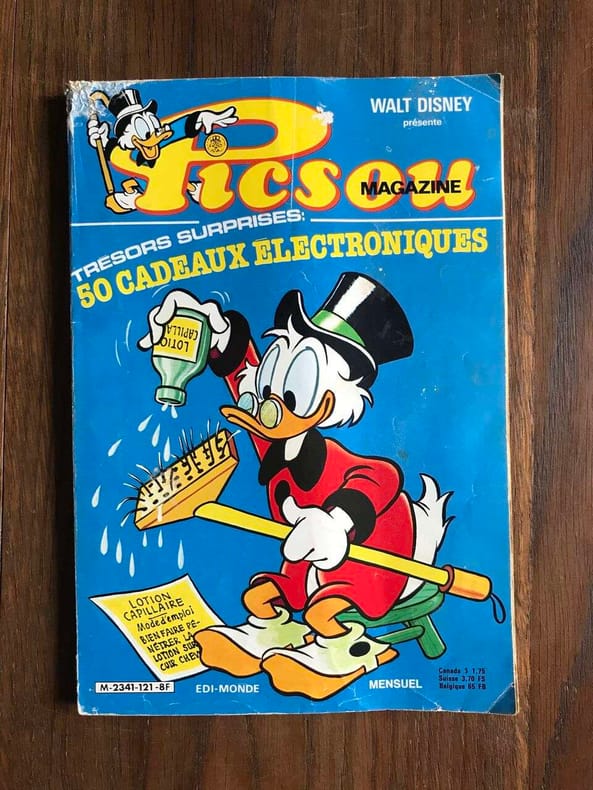 WALT DISNEY
présente
Picsou
MAGAZINE
TRESORS SURPRISES:
50 CADEAUX ELECTRONIQUES
LOTION
CAPILLA
LOTION
CAPILLAIRE
Mode d'emploi
BIEN FAIRE PÉ-
NÉTRER LA
LOTION SUR
CUIR CHEV
M-2341-121-8F
EDI-MONDE
MENSUEL
Canada $ 1.75
Suisse 3.70 FS
Belgique 65 FB